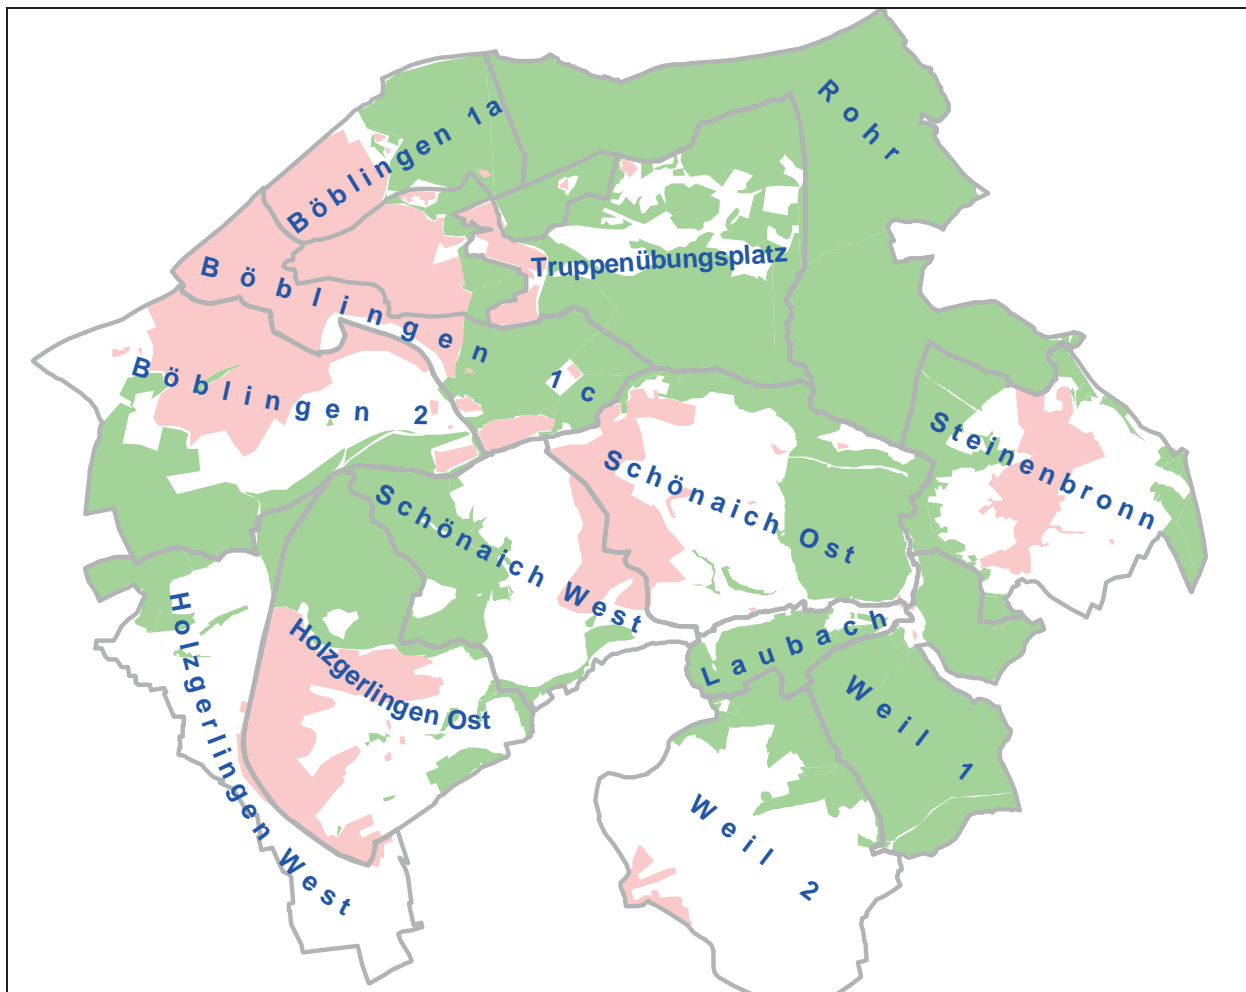 Rohr
Böblingen 1a
Truppenübungsplatz
Böblingen 1c
Böblingen 2
Steinenbronn
Schönaich Ost
Schönaich West
Holzgerlingen West
Laubach
Holzgerlingen Ost
Weil 1
Weil 2